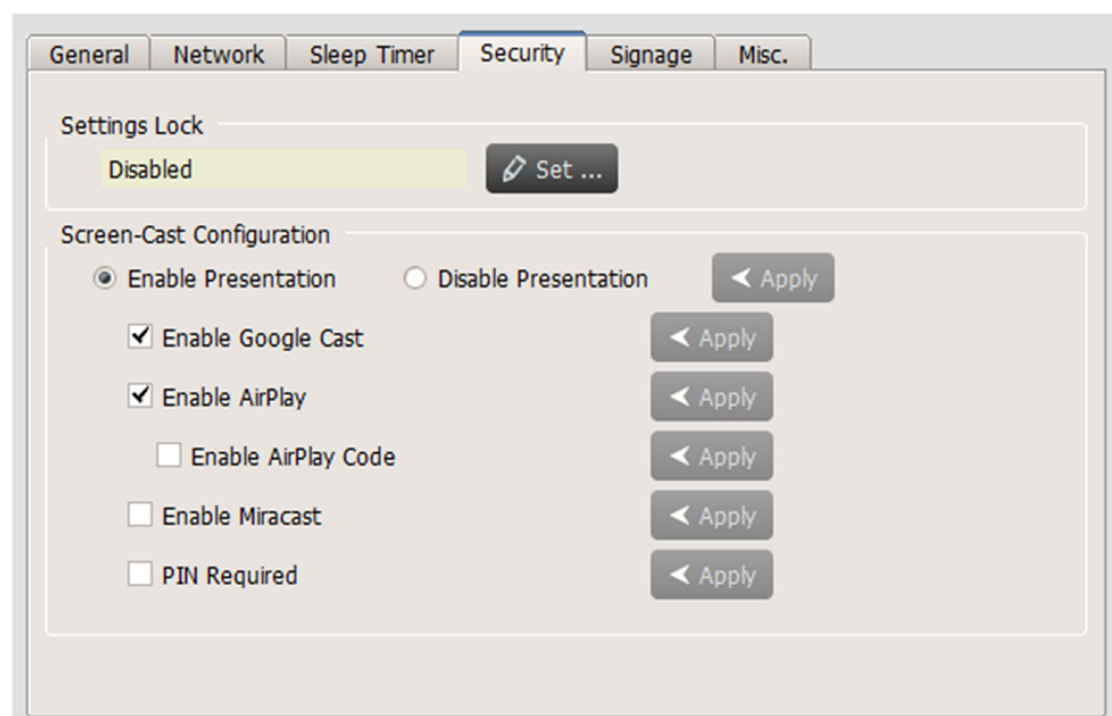 General Network Sleep Timer Security Signage Misc.
Settings Lock
Disabled Set ...
Screen-Cast Configuration
Enable Presentation Disable Presentation Apply
Enable Google Cast Apply
Enable AirPlay Apply
Enable AirPlay Code Apply
Enable Miracast Apply
PIN Required Apply